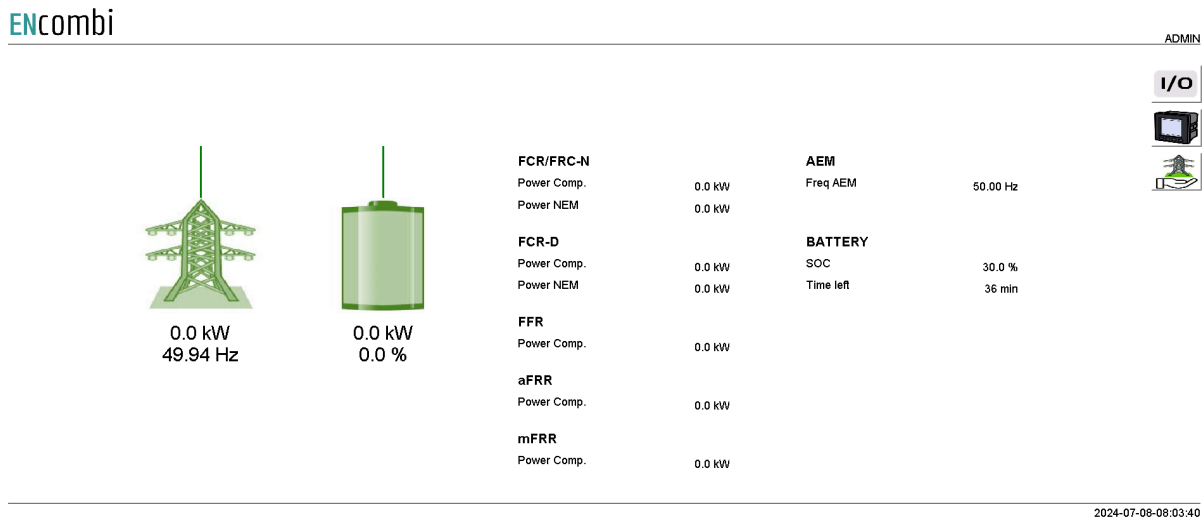 ENcombi
ADMIN
I/O
FCR/FRC-N
Power Comp. 0.0 kW
Power NEM 0.0 kW
FCR-D
Power Comp. 0.0 kW
Power NEM 0.0 kW
FFR
Power Comp. 0.0 kW
aFRR
Power Comp. 0.0 kW
mFRR
Power Comp. 0.0 kW
AEM
Freq AEM 50.00 Hz
BATTERY
SOC 30.0 %
Time left 36 min
0.0 kW
49.94 Hz
0.0 kW
0.0 %
2024-07-08-08:03:40